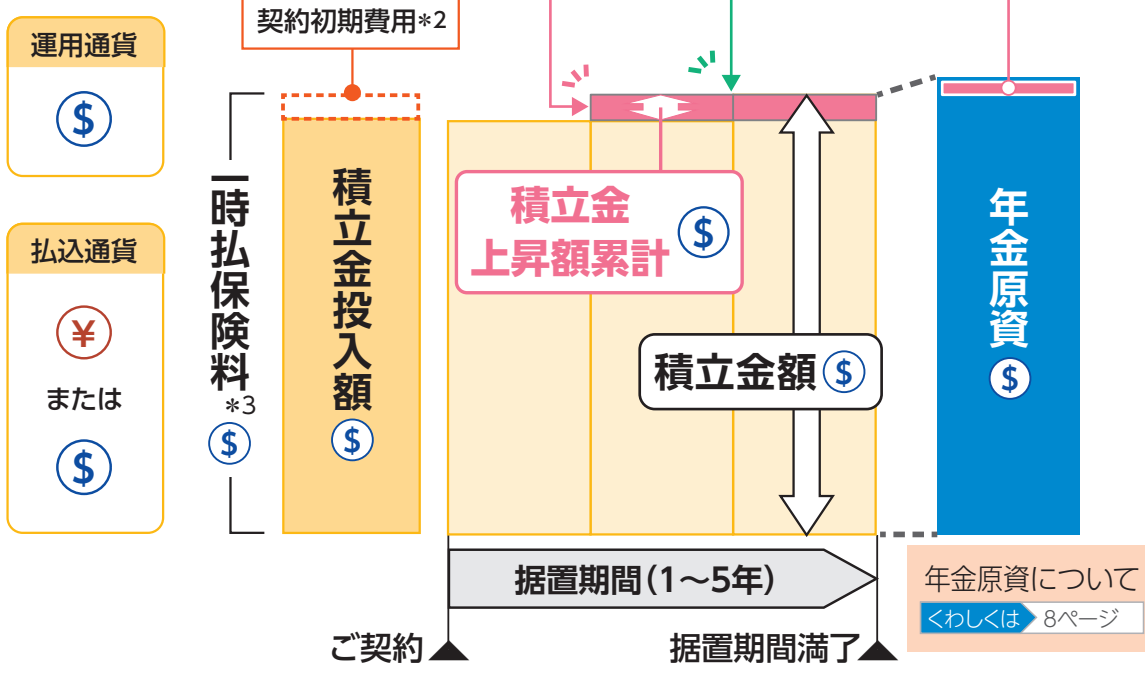 契約初期費用*2
運用通貨
$
払込通貨
¥
または
$
一時払保険料
*3
$
積立金投入額
$
積立金
上昇額累計
$
積立金額
$
年金原資
$
据置期間(1〜5年)
ご契約
据置期間満了
年金原資について
くわしくは 8ページ